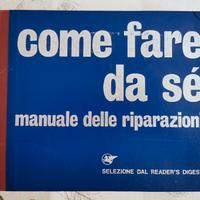 come fare
da sé
manuale delle riparazion
SELEZIONE DAL READER'S DIGES